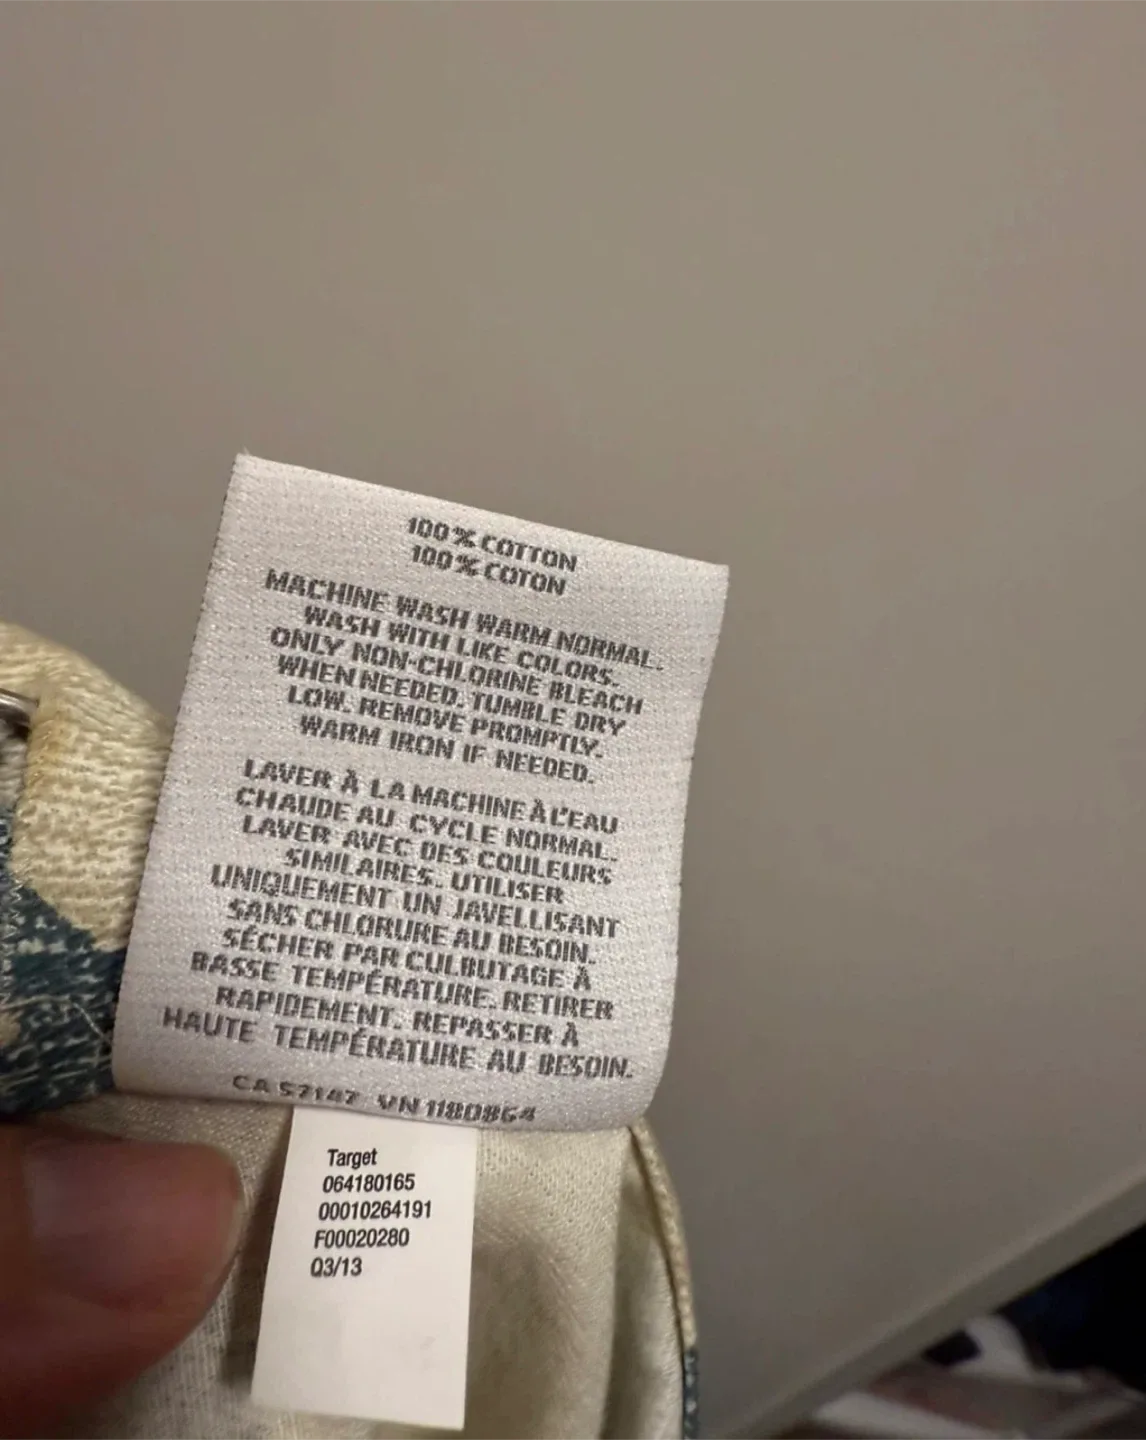 100% COTTON
100% COTON
MACHINE WASH WARM NORMAL.
WASH WITH LIKE COLORS.
ONLY NON-CHLORINE BLEACH
WHEN NEEDED. TUMBLE DRY
LOW. REMOVE PROMPTLY.
WARM IRON IF NEEDED.
LAVER À LA MACHINE À L'EAU
CHAUDE AU CYCLE NORMAL.
LAVER AVEC DES COULEURS
SIMILAIRES. UTILISER
UNIQUEMENT UN JAVELLISANT
SANS CHLORURE AU BESOIN.
SÉCHER PAR CULBUTAGE À
BASSE TEMPÉRATURE. RETIRER
RAPIDEMENT. REPASSER À
HAUTE TEMPÉRATURE AU BESOIN.
CA 57147 VN 1180864
Target
064180165
00010264191
F00020280
Q3/13